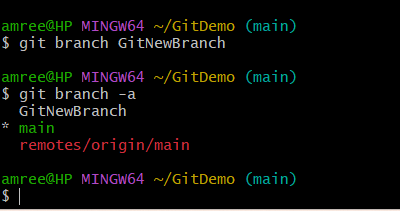 amree@HP MINGW64 ~/GitDemo (main)
$ git branch GitNewBranch
amree@HP MINGW64 ~/GitDemo (main)
$ git branch -a
  GitNewBranch
* main
  remotes/origin/main
amree@HP MINGW64 ~/GitDemo (main)
$